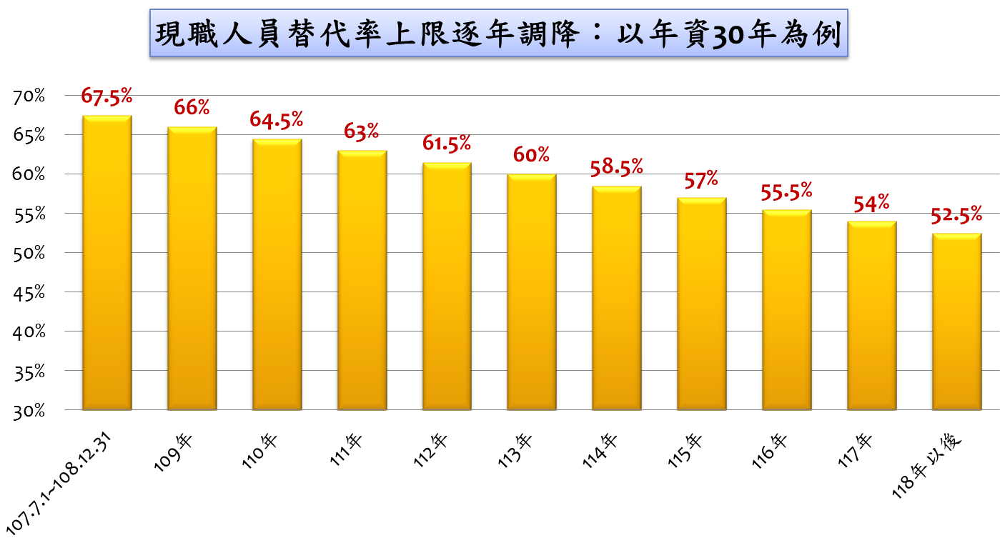 現職人員替代率上限逐年調降：以年資30年為例
70%
65%
60%
55%
50%
45%
40%
35%
30%
67.5%
66%
64.5%
63%
61.5%
60%
58.5%
57%
55.5%
54%
52.5%
107.7.1~108.12.31
109年
110年
111年
112年
113年
114年
115年
116年
117年
118年以後